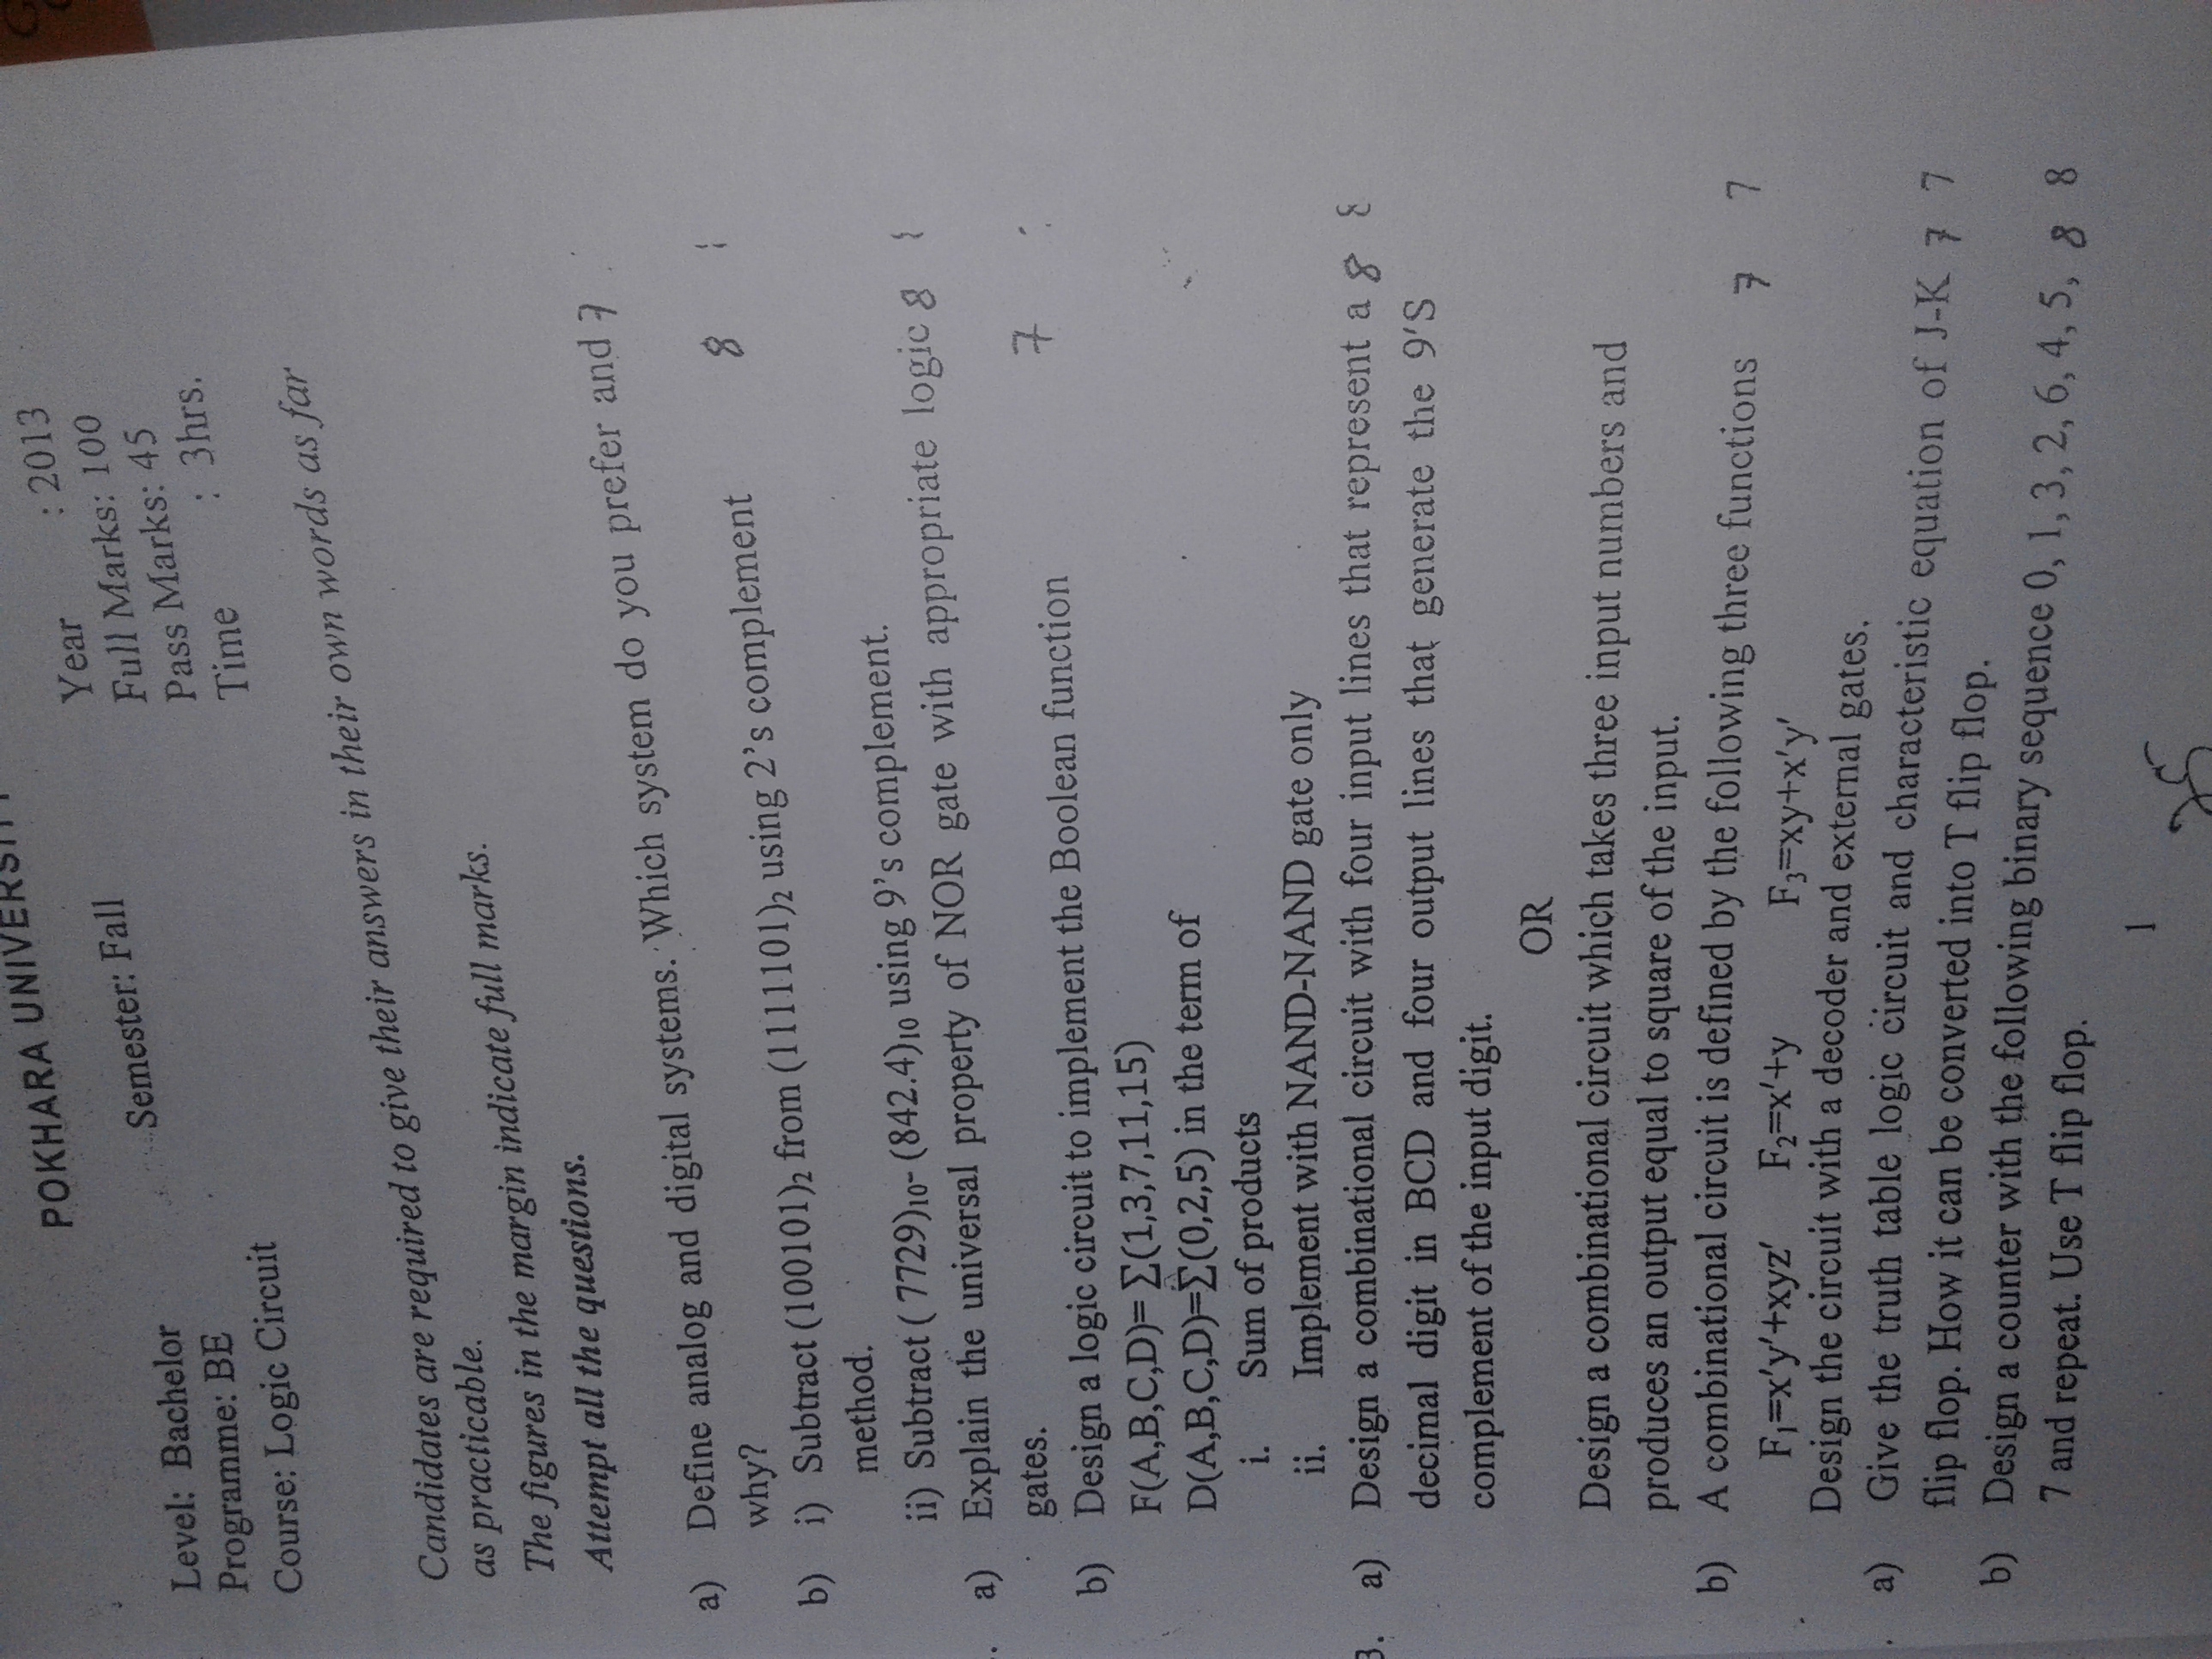 POKHARA UNIVERSITY
Level: Bachelor
Semester: Fall
Year : 2013
Programme: BE
Full Marks: 100
Course: Logic Circuit
Pass Marks: 45
Time : 3hrs.
Candidates are required to give their answers in their own words as far
as practicable.
The figures in the margin indicate full marks.
Attempt all the questions.
a) Define analog and digital systems. Which system do you prefer and 7
why?
b) i) Subtract (100101)₂ from (1111101)₂ using 2's complement 8
method.
ii) Subtract ( 7729)₁₀- (842.4)₁₀ using 9's complement.
. a) Explain the universal property of NOR gate with appropriate logic 8
gates.
b) Design a logic circuit to implement the Boolean function 7
F(A,B,C,D)= ∑(1,3,7,11,15)
D(A,B,C,D)=∑(0,2,5) in the term of
i. Sum of products
ii. Implement with NAND-NAND gate only
3. a) Design a combinational circuit with four input lines that represent a 8 8
decimal digit in BCD and four output lines that generate the 9'S
complement of the input digit.
OR
Design a combinational circuit which takes three input numbers and
produces an output equal to square of the input.
b) A combinational circuit is defined by the following three functions 7 7
F₁=x'y'+xyz' F₂=x'+y F₃=xy+x'y'
Design the circuit with a decoder and external gates.
. a) Give the truth table logic circuit and characteristic equation of J-K 7 7
flip flop. How it can be converted into T flip flop.
b) Design a counter with the following binary sequence 0, 1, 3, 2, 6, 4, 5, 8 8
7 and repeat. Use T flip flop.
1